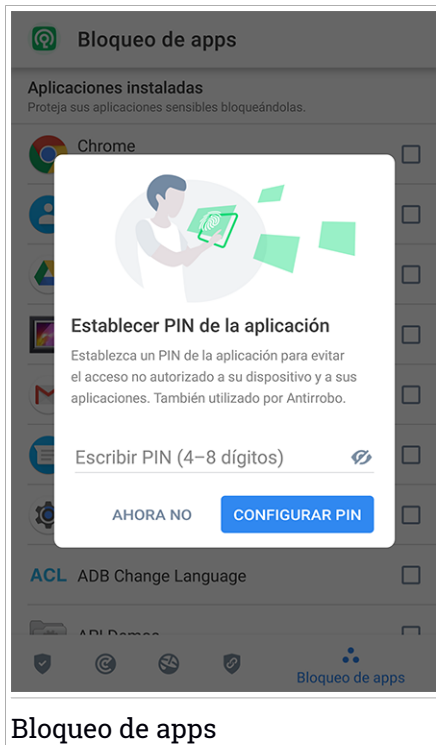 Bloqueo de apps
Aplicaciones instaladas
Proteja sus aplicaciones sensibles bloqueándolas.
Chrome
Establecer PIN de la aplicación
Establezca un PIN de la aplicación para evitar
el acceso no autorizado a su dispositivo y a sus
aplicaciones. También utilizado por Antirrobo.
Escribir PIN (4–8 dígitos)
AHORA NO
CONFIGURAR PIN
ACL ADB Change Language
API Demos
Bloqueo de apps
Bloqueo de apps